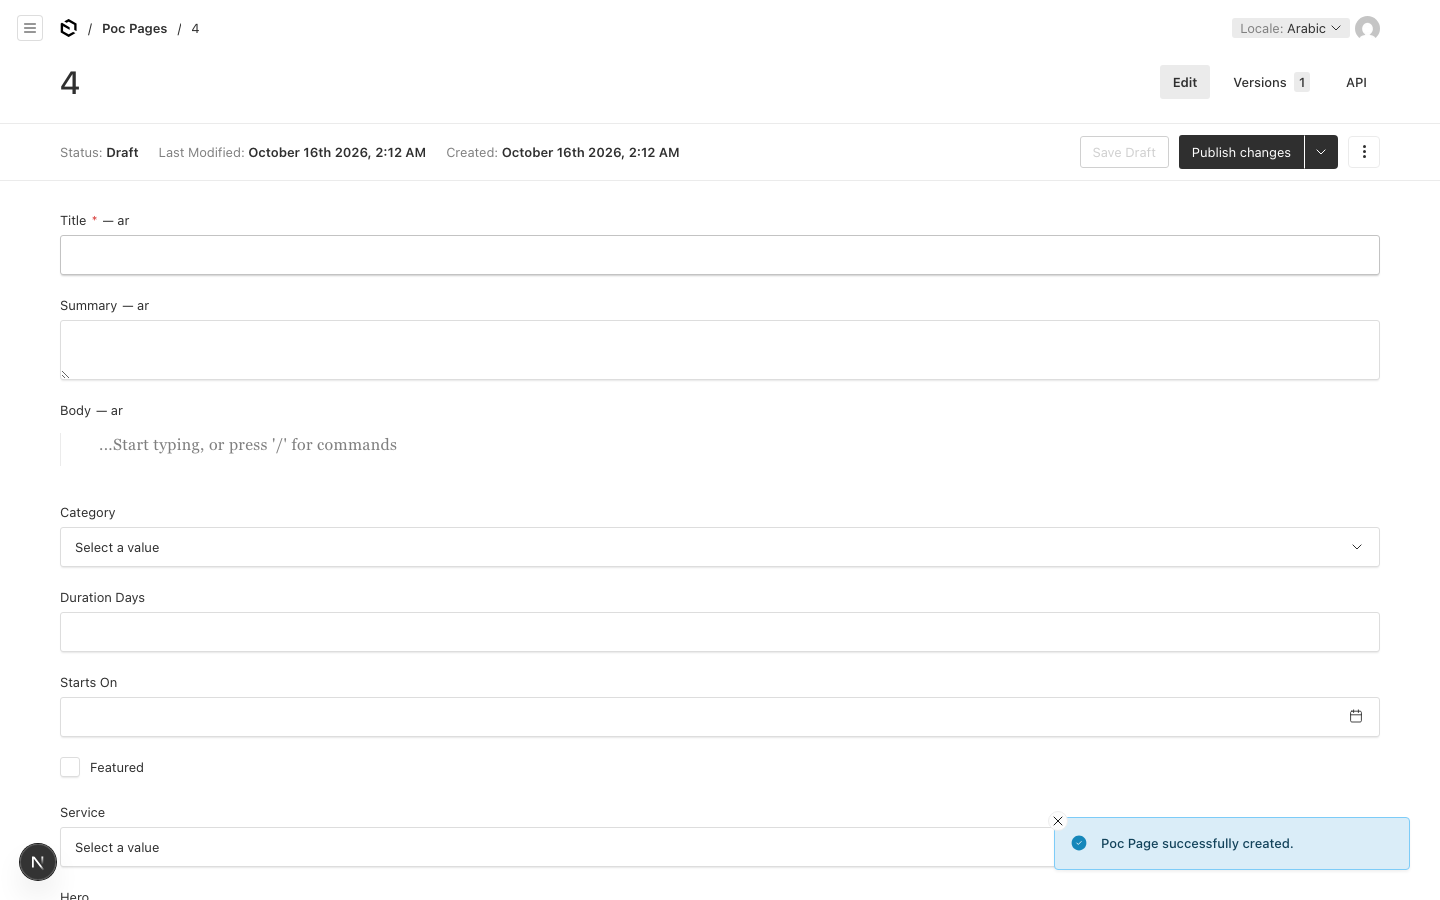 / Poc Pages / 4
Locale: Arabic
4
Edit
Versions 1
API
Status: Draft
Last Modified: October 16th 2026, 2:12 AM
Created: October 16th 2026, 2:12 AM
Save Draft
Publish changes
Title * — ar
Summary — ar
Body — ar
...Start typing, or press '/' for commands
Category
Select a value
Duration Days
Starts On
Featured
Service
Select a value
Poc Page successfully created.
N
Hero